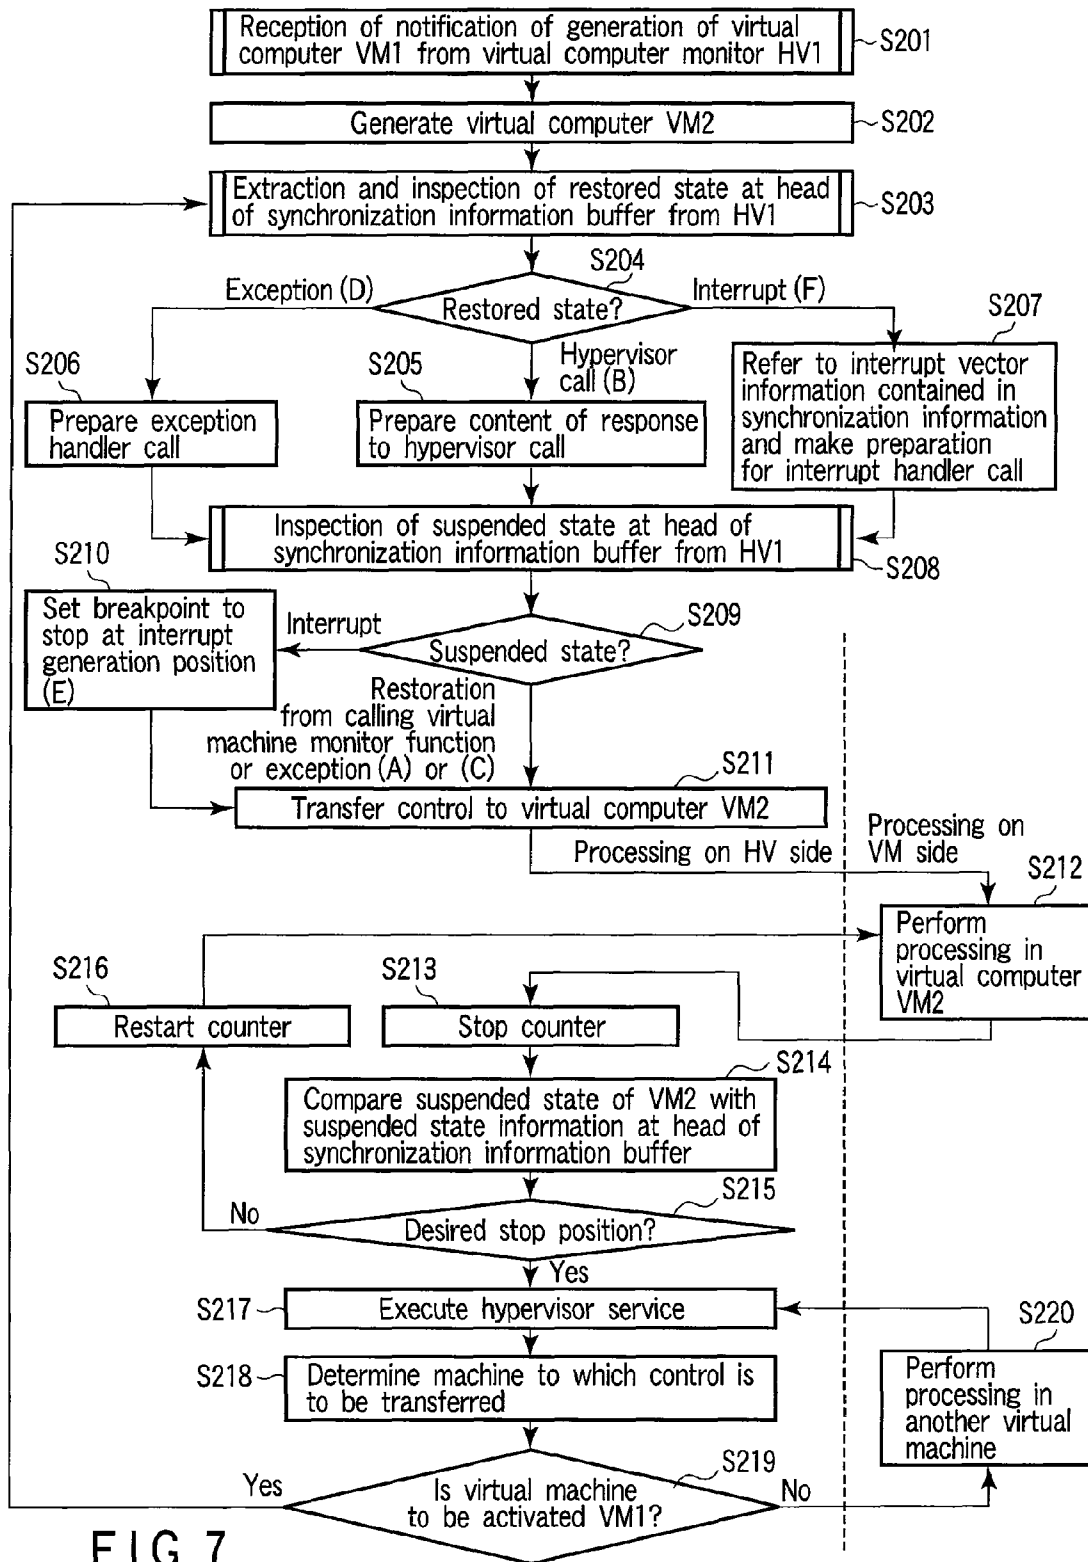 Reception of notification of generation of virtual
computer VM1 from virtual computer monitor HV1
S201
Generate virtual computer VM2
S202
Extraction and inspection of restored state at head
of synchronization information buffer from HV1
S203
S204
Exception (D)
Restored state?
Interrupt (F)
S207
Hypervisor
call (B)
S206
S205
Prepare exception
handler call
Prepare content of response
to hypervisor call
Refer to interrupt vector
information contained in
synchronization information
and make preparation
for interrupt handler call
Inspection of suspended state at head of
synchronization information buffer from HV1
S208
S210
S209
Set breakpoint to
stop at interrupt
generation position
(E)
Interrupt
Suspended state?
Restoration
from calling virtual
machine monitor function
or exception (A) or (C)
S211
Transfer control to virtual computer VM2
Processing on HV side
Processing on
VM side
S212
Perform
processing in
virtual computer
VM2
S216
S213
Restart counter
Stop counter
S214
Compare suspended state of VM2 with
suspended state information at head of
synchronization information buffer
S215
No
Desired stop position?
Yes
S217
Execute hypervisor service
S220
S218
Determine machine to which control is
to be transferred
Perform
processing in
another virtual
machine
S219
Yes
Is virtual machine
to be activated VM1?
No
FIG. 7